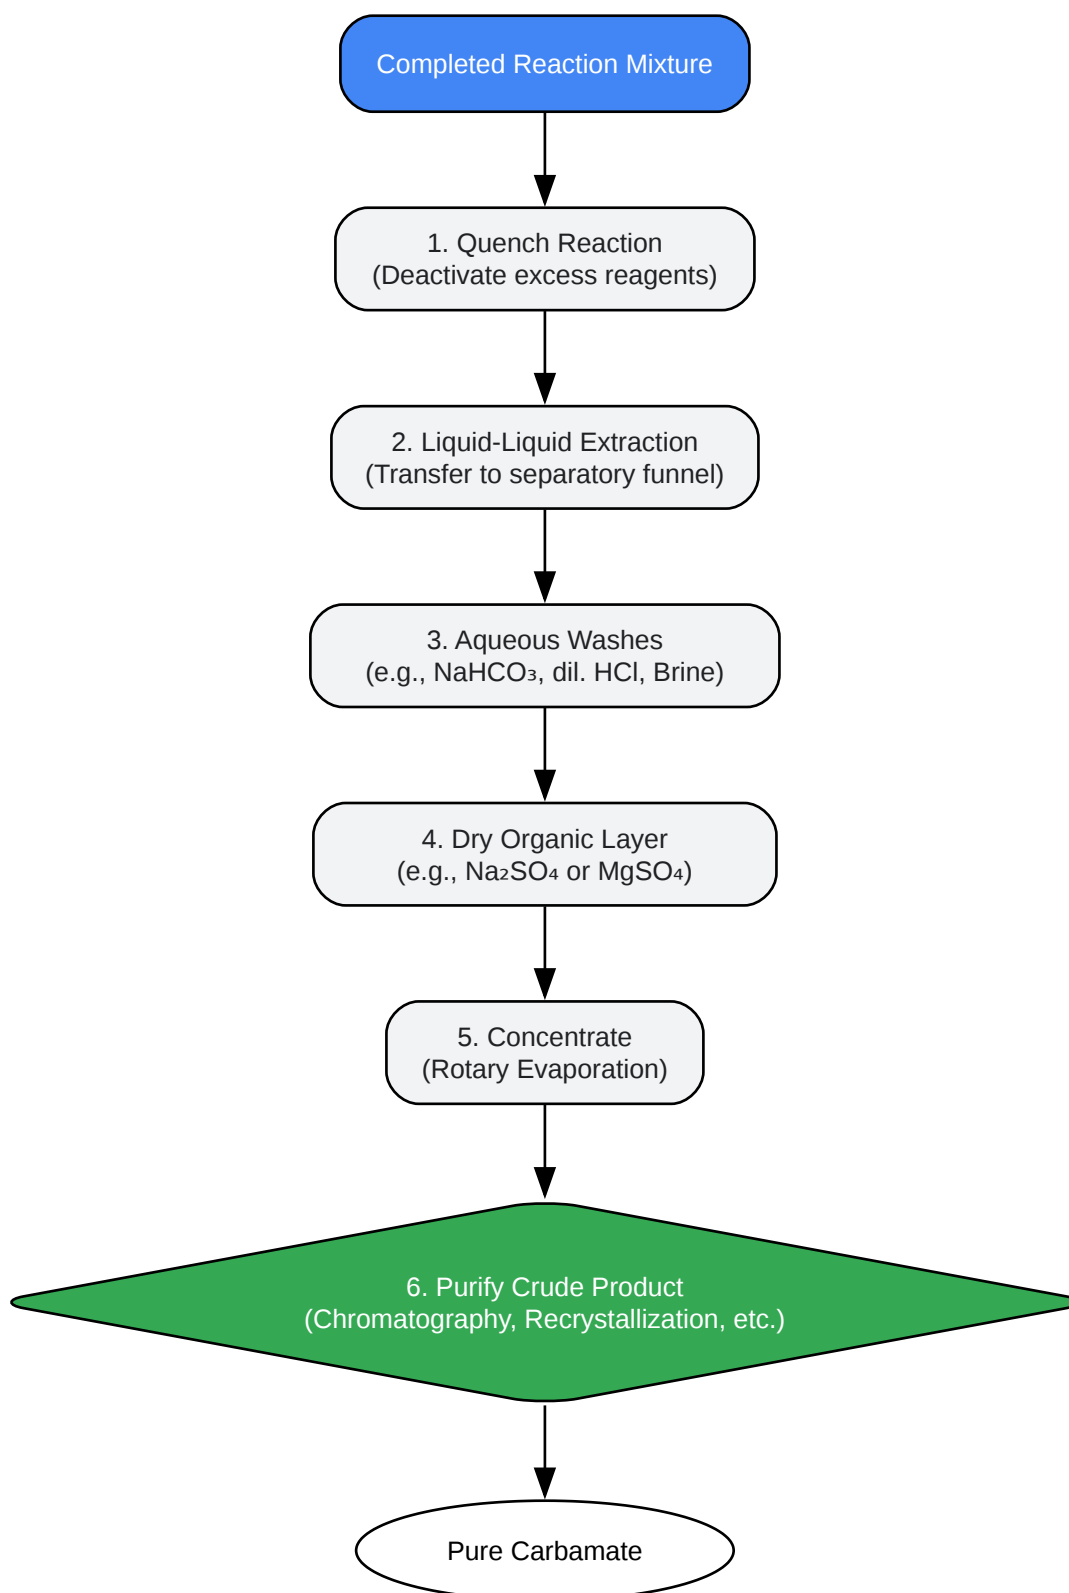 Completed Reaction Mixture
1. Quench Reaction
(Deactivate excess reagents)
2. Liquid-Liquid Extraction
(Transfer to separatory funnel)
3. Aqueous Washes
(e.g., NaHCO₃, dil. HCl, Brine)
4. Dry Organic Layer
(e.g., Na₂SO₄ or MgSO₄)
5. Concentrate
(Rotary Evaporation)
6. Purify Crude Product
(Chromatography, Recrystallization, etc.)
Pure Carbamate